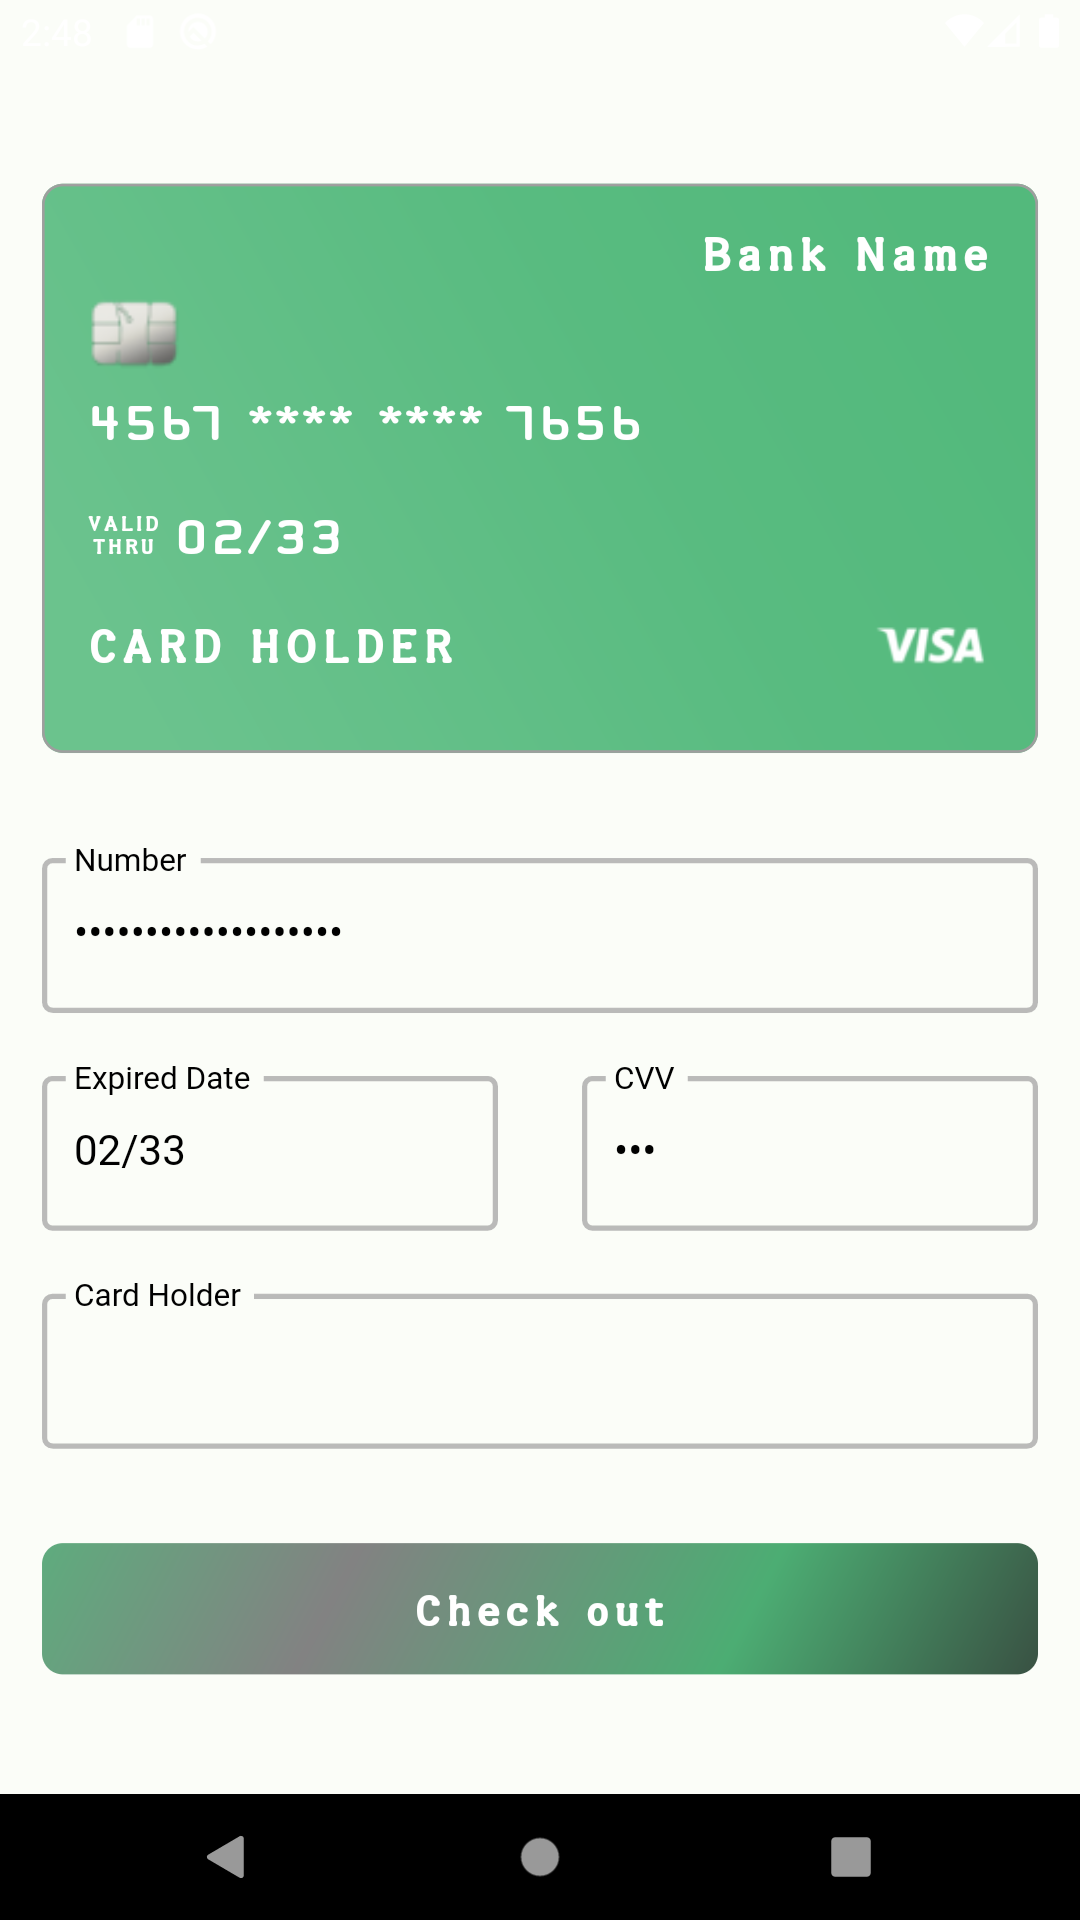 2:48
Bank Name
4567 **** **** 7656
VALID
THRU 02/33
CARD HOLDER
VISA
Number
•••••••••••••••••••
Expired Date
CVV
02/33
•••
Card Holder
Check out